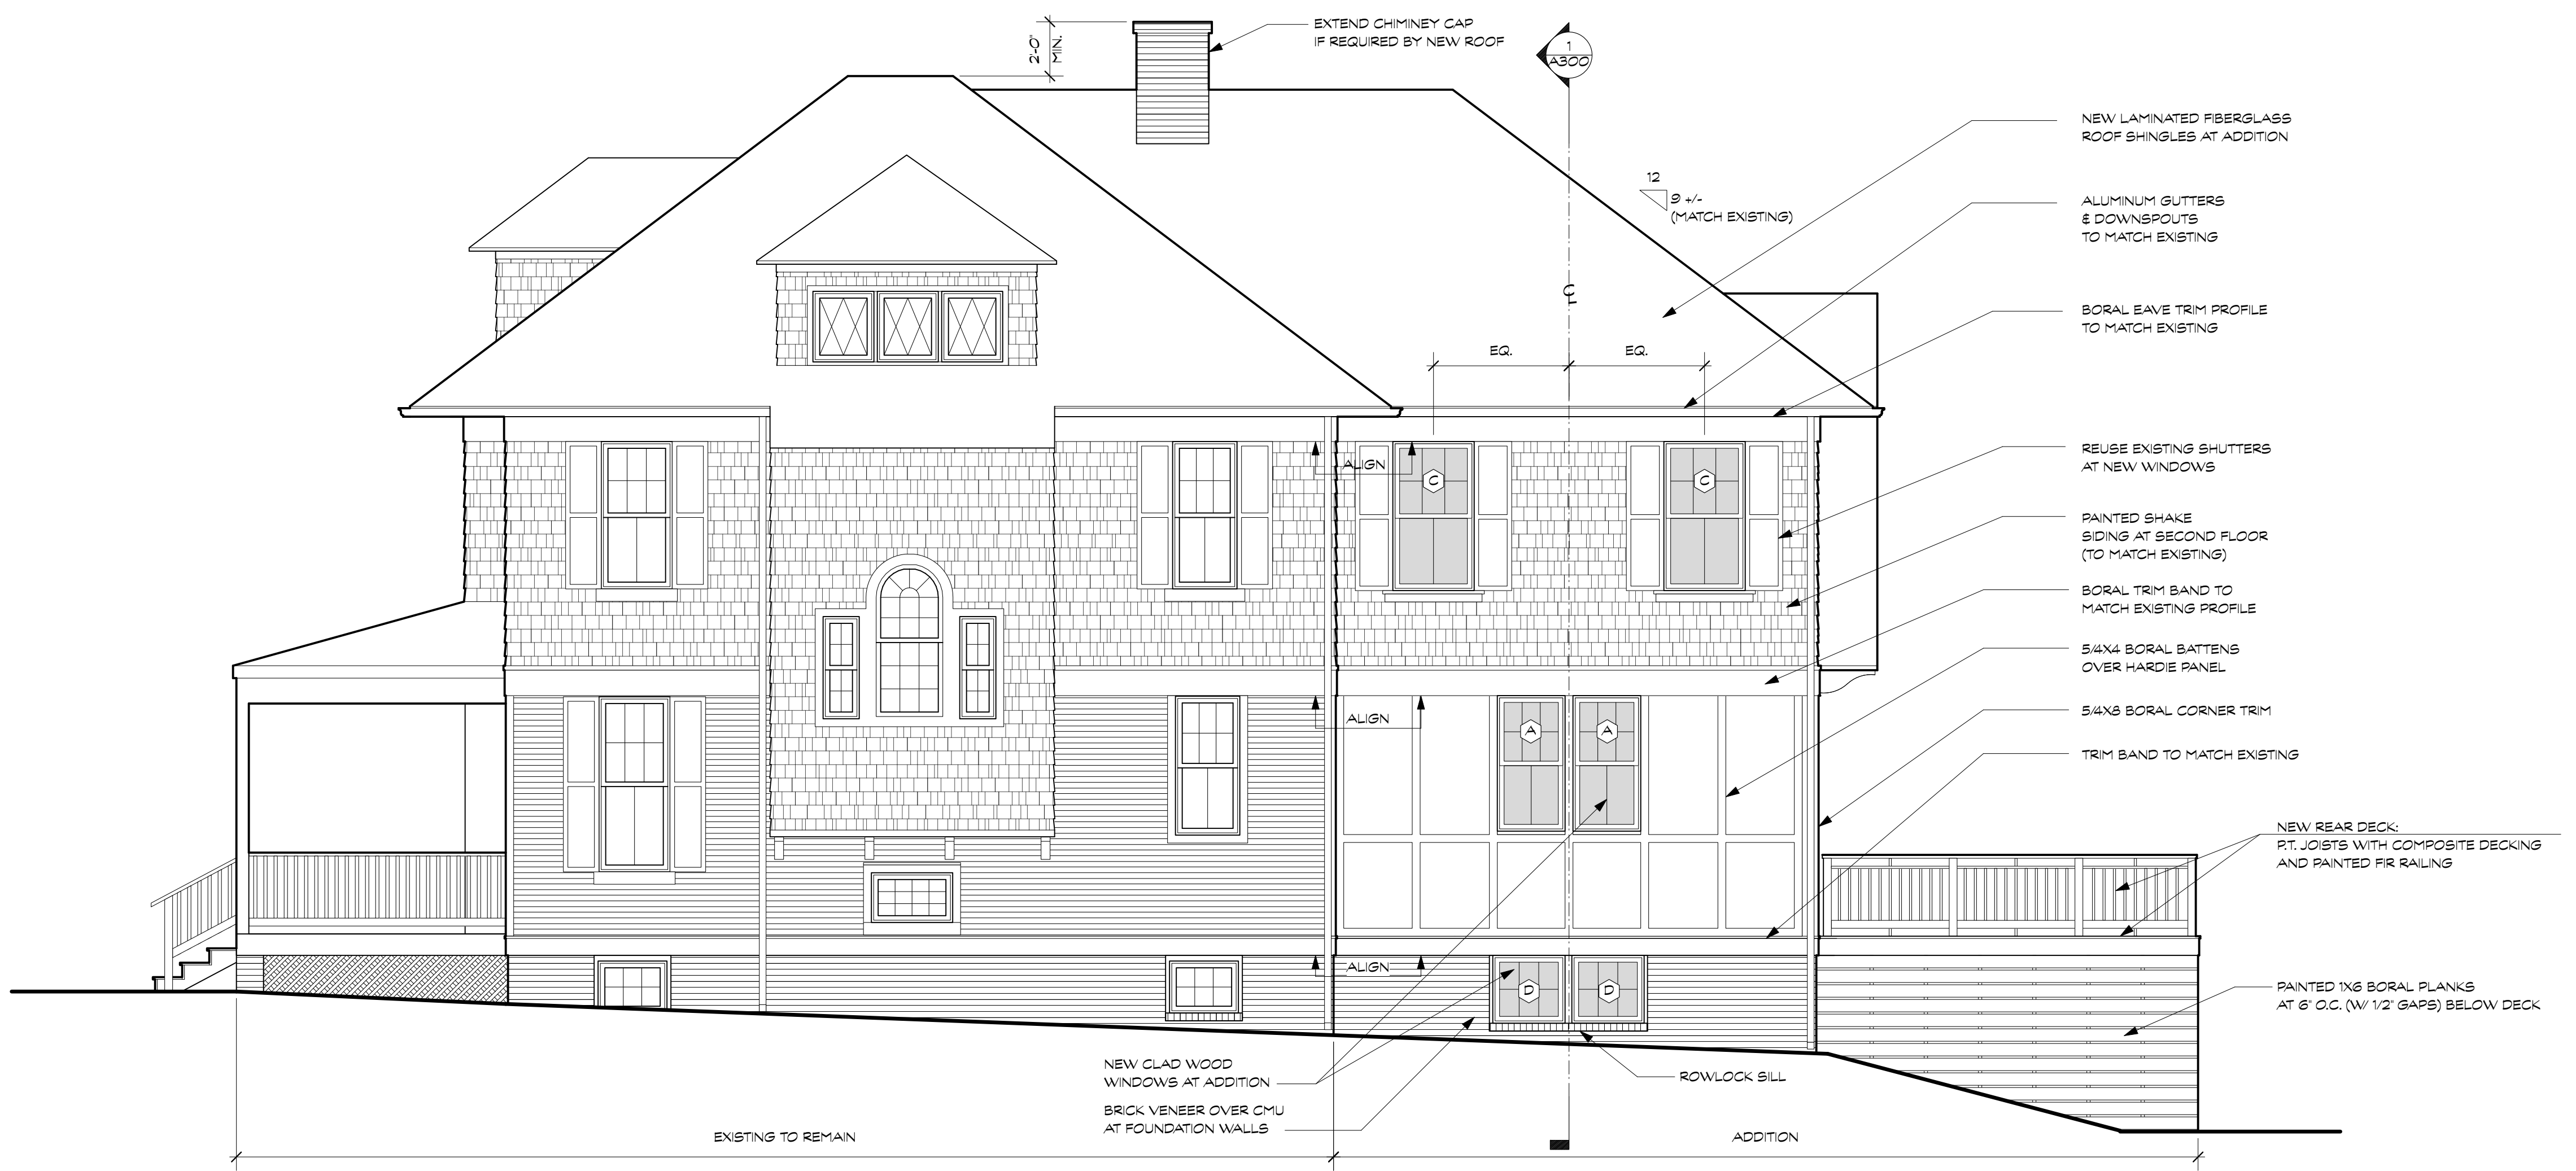 2'-0"
MIN.
EXTEND CHIMINEY CAP
IF REQUIRED BY NEW ROOF
1
A300
NEW LAMINATED FIBERGLASS
ROOF SHINGLES AT ADDITION
12
9 +/-
(MATCH EXISTING)
ALUMINUM GUTTERS
& DOWNSPOUTS
TO MATCH EXISTING
CL
BORAL EAVE TRIM PROFILE
TO MATCH EXISTING
EQ.
EQ.
REUSE EXISTING SHUTTERS
AT NEW WINDOWS
ALIGN
C
C
PAINTED SHAKE
SIDING AT SECOND FLOOR
(TO MATCH EXISTING)
BORAL TRIM BAND TO
MATCH EXISTING PROFILE
5/4X4 BORAL BATTENS
OVER HARDIE PANEL
5/4X8 BORAL CORNER TRIM
ALIGN
A
A
TRIM BAND TO MATCH EXISTING
NEW REAR DECK:
P.T. JOISTS WITH COMPOSITE DECKING
AND PAINTED FIR RAILING
ALIGN
D
D
PAINTED 1X6 BORAL PLANKS
AT 6" O.C. (W/ 1/2" GAPS) BELOW DECK
NEW CLAD WOOD
WINDOWS AT ADDITION
ROWLOCK SILL
BRICK VENEER OVER CMU
AT FOUNDATION WALLS
EXISTING TO REMAIN
ADDITION